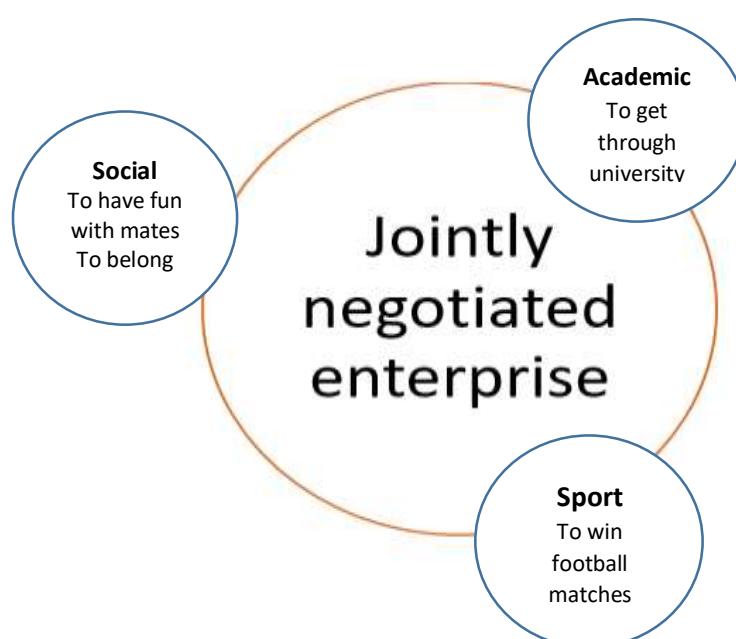 Academic
To get
through
university
Social
To have fun
with mates
To belong
Jointly
negotiated
enterprise
Sport
To win
football
matches